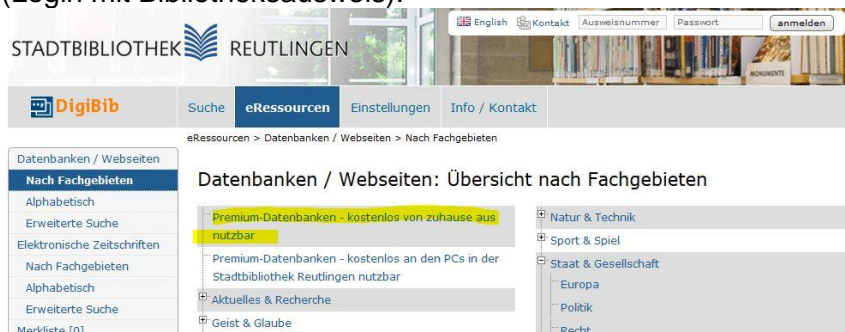 (Login mit Bibliotheksausweis).
English Kontakt Ausweisnummer Passwort anmelden
STADTBIBLIOTHEK REUTLINGEN
MONUMENTE
DigiBib
Suche eRessourcen Einstellungen Info / Kontakt
eRessourcen > Datenbanken / Webseiten > Nach Fachgebieten
Datenbanken / Webseiten
Nach Fachgebieten
Alphabetisch
Erweiterte Suche
Elektronische Zeitschriften
Nach Fachgebieten
Alphabetisch
Erweiterte Suche
Merkliste [0]
Datenbanken / Webseiten: Übersicht nach Fachgebieten
Premium-Datenbanken - kostenlos von zuhause aus
nutzbar
Premium-Datenbanken - kostenlos an den PCs in der
Stadtbibliothek Reutlingen nutzbar
Aktuelles & Recherche
Geist & Glaube
Natur & Technik
Sport & Spiel
Staat & Gesellschaft
Europa
Politik
Recht